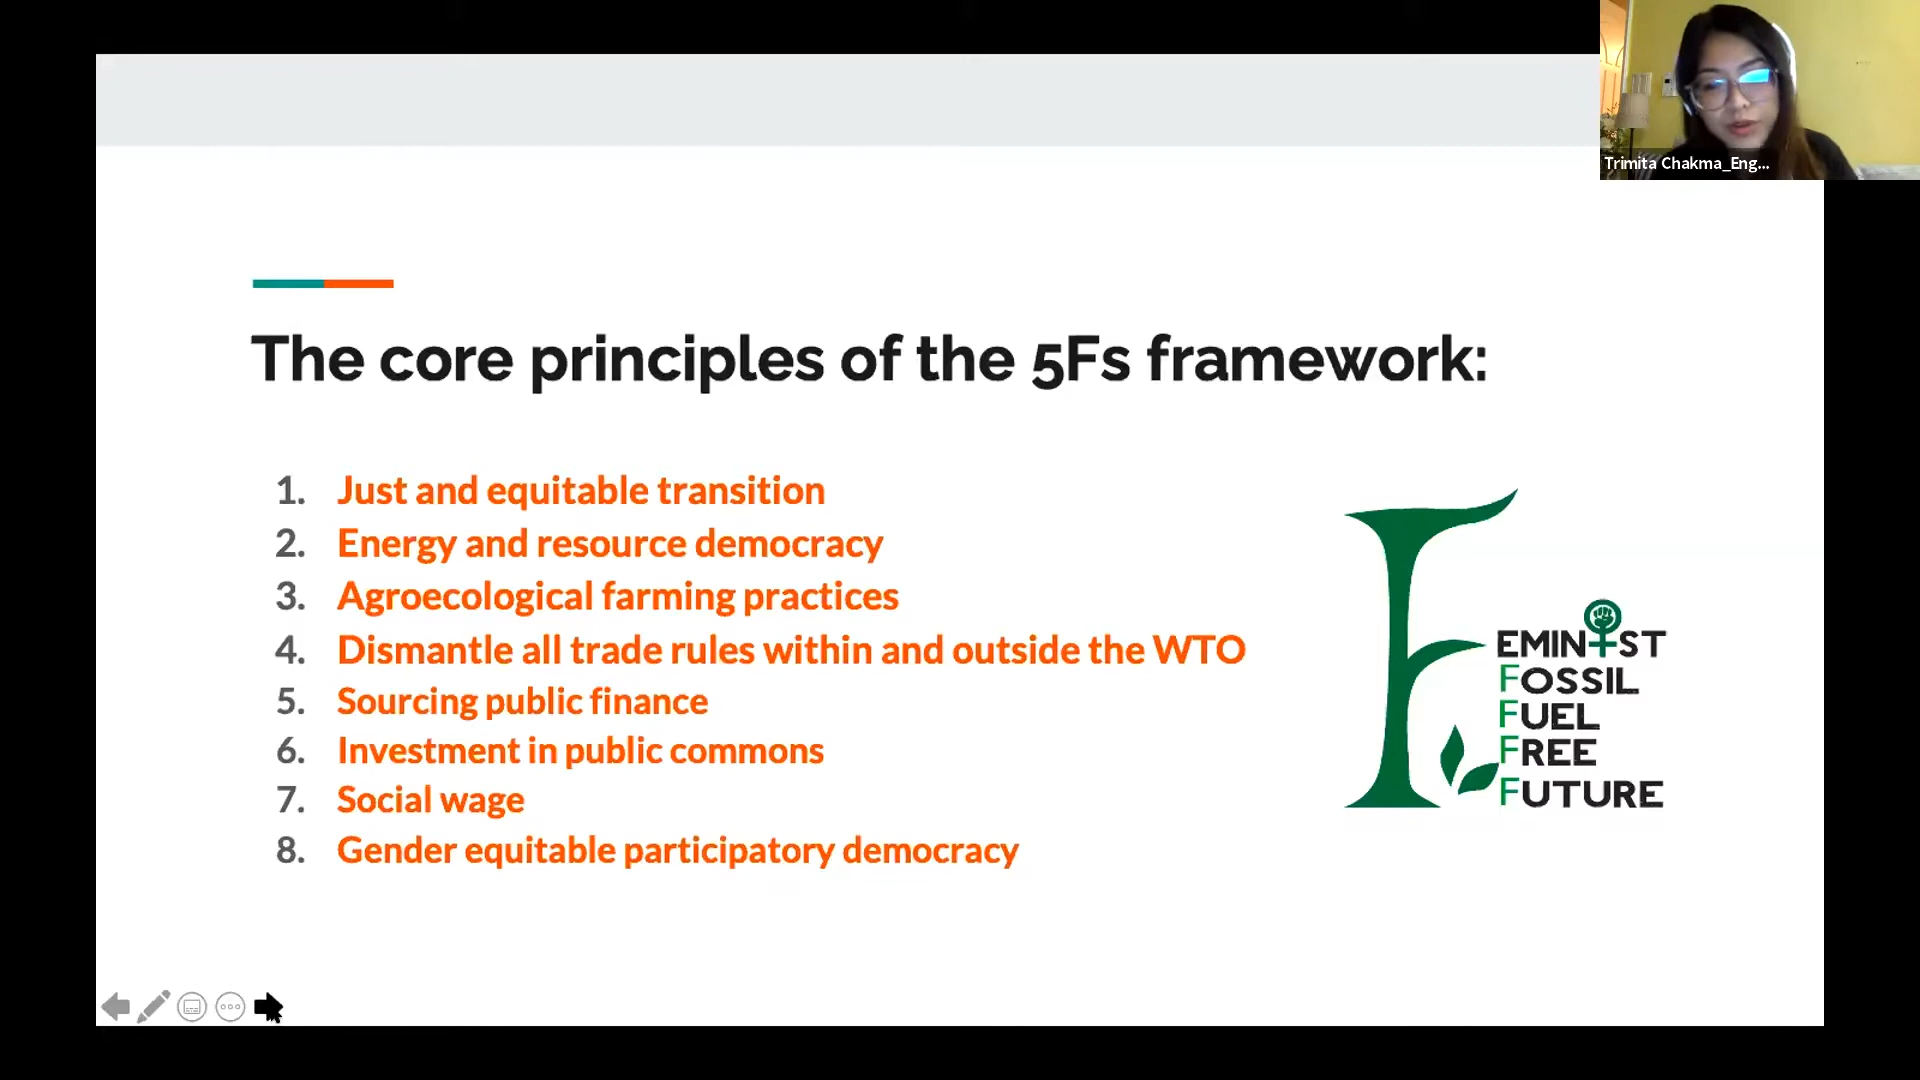 Trimita Chakma_Eng...
The core principles of the 5Fs framework:
1. Just and equitable transition
2. Energy and resource democracy
3. Agroecological farming practices
4. Dismantle all trade rules within and outside the WTO
5. Sourcing public finance
6. Investment in public commons
7. Social wage
8. Gender equitable participatory democracy
FEMINIST
FOSSIL
FUEL
FREE
FUTURE